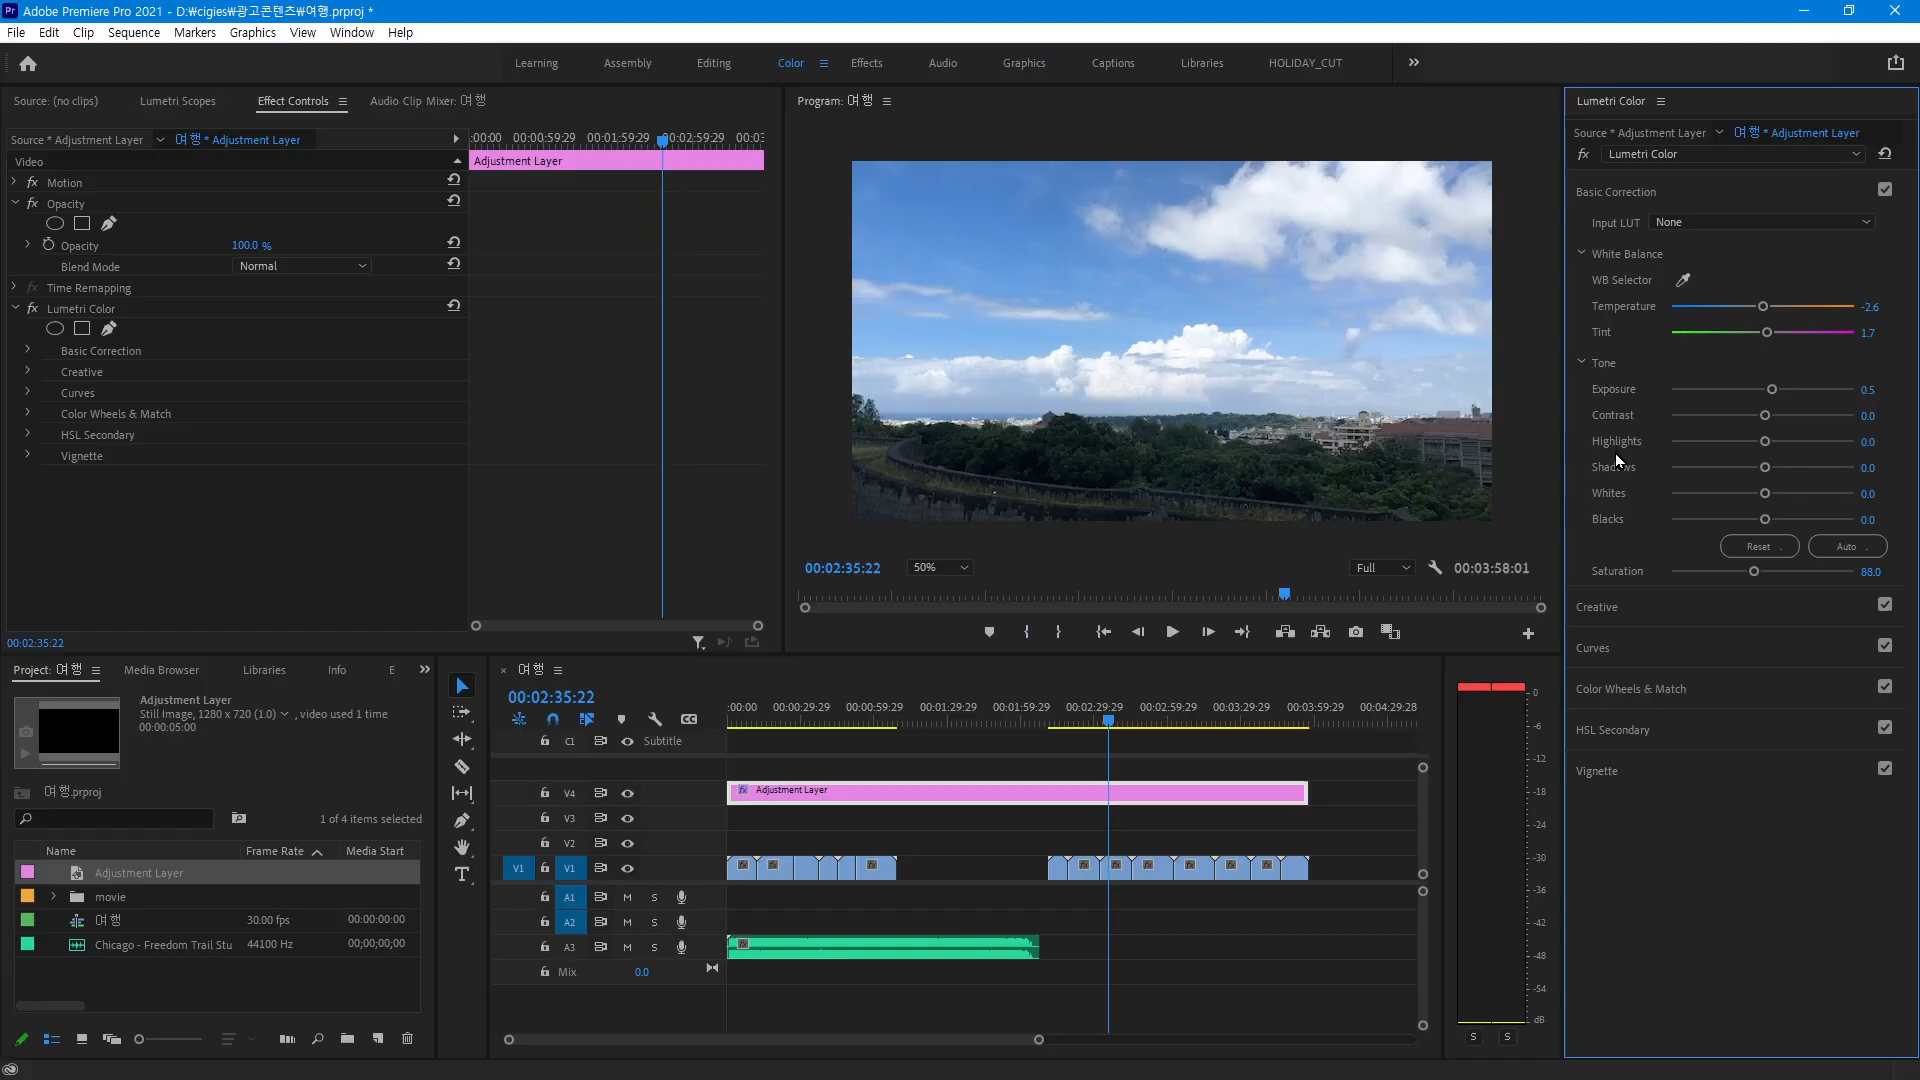 Adobe Premiere Pro 2021 - D:₩cigies₩광고콘텐츠₩여행.prproj *
File Edit Clip Sequence Markers Graphics View Window Help
Learning Assembly Editing Color Effects Audio Graphics Captions Libraries HOLIDAY_CUT
Source: (no clips) Lumetri Scopes Effect Controls Audio Clip Mixer: 여행
Source * Adjustment Layer 여행 * Adjustment Layer
:00:00 00:00:59:29 00:01:59:29 00:02:59:29 00:03
Video
Adjustment Layer
fx Motion
fx Opacity
Opacity 100.0 %
Blend Mode Normal
fx Time Remapping
fx Lumetri Color
Basic Correction
Creative
Curves
Color Wheels & Match
HSL Secondary
Vignette
00:02:35:22
Program: 여행
00:02:35:22 50% Full 00:03:58:01
Lumetri Color
Source * Adjustment Layer 여행 * Adjustment Layer
fx Lumetri Color
Basic Correction
Input LUT None
White Balance
WB Selector
Temperature -2.6
Tint 1.7
Tone
Exposure 0.5
Contrast 0.0
Highlights 0.0
Shadows 0.0
Whites 0.0
Blacks 0.0
Reset Auto
Saturation 88.0
Creative
Curves
Color Wheels & Match
HSL Secondary
Vignette
Project: 여행 Media Browser Libraries Info E
Adjustment Layer
Still Image, 1280 x 720 (1.0) , video used 1 time
00:00:05:00
여행.prproj
1 of 4 items selected
Name Frame Rate Media Start
Adjustment Layer
movie
여행 30.00 fps 00:00:00:00
Chicago - Freedom Trail Stu 44100 Hz 00;00;00;00
여행
00:02:35:22
:00:00 00:00:29:29 00:00:59:29 00:01:29:29 00:01:59:29 00:02:29:29 00:02:59:29 00:03:29:29 00:03:59:29 00:04:29:28
C1 Subtitle
V4 fx Adjustment Layer
V3
V2
V1 V1
A1 M S
A2 M S
A3 M S
Mix 0.0
0
-6
-12
-18
-24
-30
-36
-42
-48
-54
dB
S S